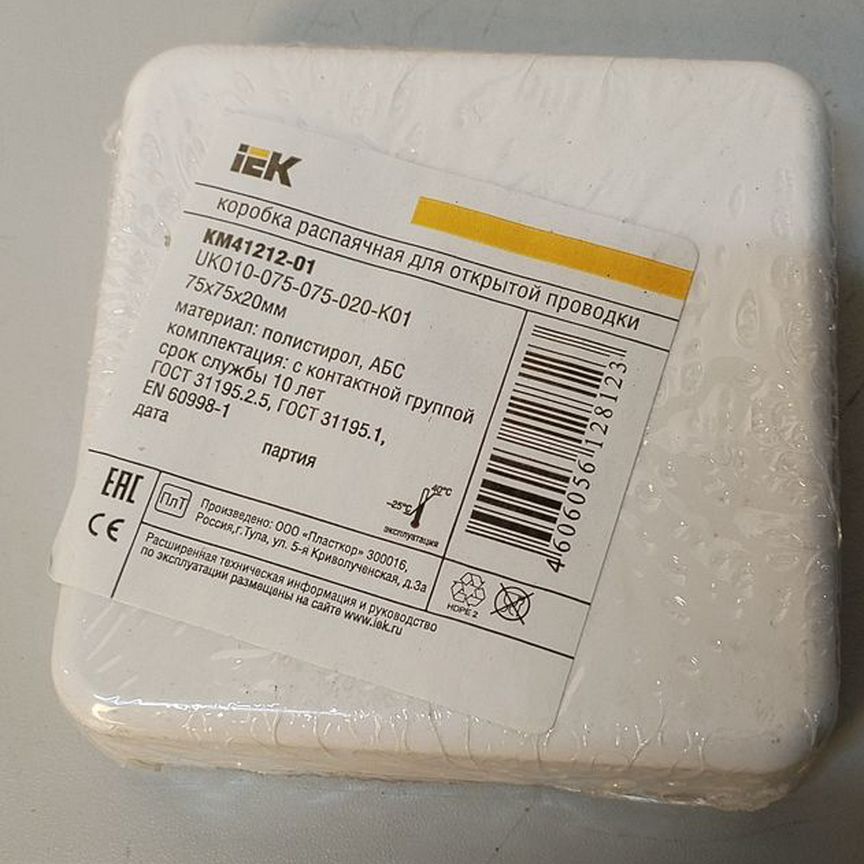 iEK
коробка распаячная для открытой проводки
KM41212-01
UKO10-075-075-020-K01
75x75x20мм
материал: полистирол, АБС
комплектация: с контактной группой
срок службы 10 лет
ГОСТ 31195.2.5, ГОСТ 31195.1,
EN 60998-1
дата
партия
4606056128123
-25°C
40°C
эксплуатация
EAC
CE
ПлТ
Произведено: ООО «Пласткор» 300016,
Россия,г.Тула, ул. 5-я Криволученская, д.3а
Расширенная техническая информация и руководство
по эксплуатации размещены на сайте www.iek.ru
HDPE 2